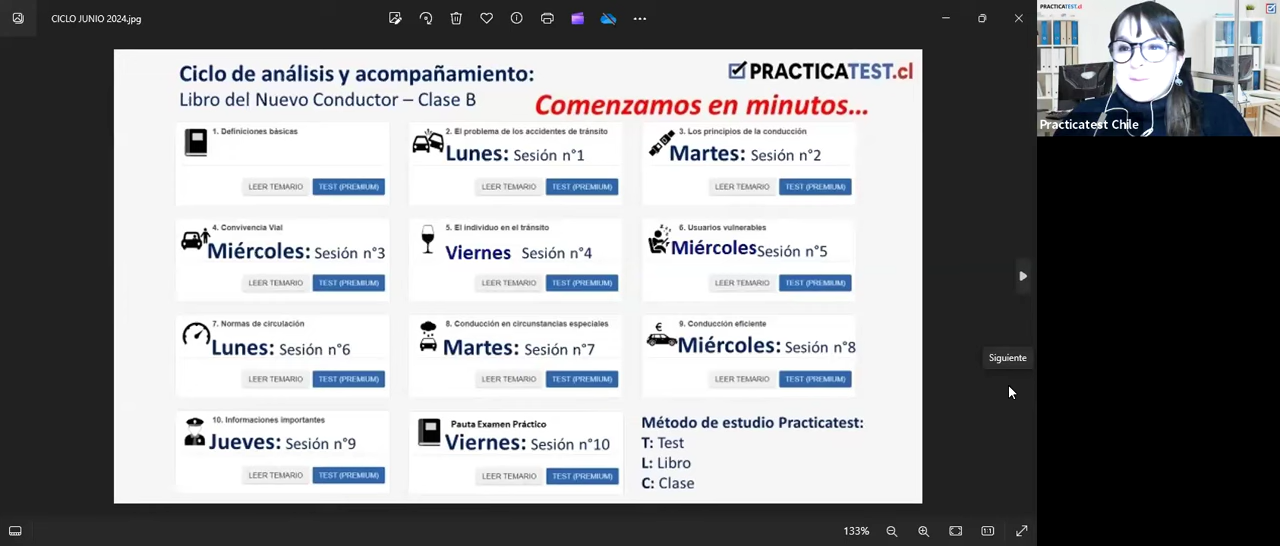 CICLO JUNIO 2024.jpg
PRACTICATEST.cl
Practicatest Chile
Ciclo de análisis y acompañamiento:
PRACTICATEST.cl
Libro del Nuevo Conductor – Clase B
Comenzamos en minutos...
1. Definiciones básicas
LEER TEMARIO TEST (PREMIUM)
2. El problema de los accidentes de tránsito
Lunes: Sesión n°1
LEER TEMARIO TEST (PREMIUM)
3. Los principios de la conducción
Martes: Sesión n°2
LEER TEMARIO TEST (PREMIUM)
4. Convivencia Vial
Miércoles: Sesión n°3
LEER TEMARIO TEST (PREMIUM)
5. El individuo en el tránsito
Viernes Sesión n°4
LEER TEMARIO TEST (PREMIUM)
6. Usuarios vulnerables
Miércoles Sesión n°5
LEER TEMARIO TEST (PREMIUM)
7. Normas de circulación
Lunes: Sesión n°6
LEER TEMARIO TEST (PREMIUM)
8. Conducción en circunstancias especiales
Martes: Sesión n°7
LEER TEMARIO TEST (PREMIUM)
9. Conducción eficiente
€
Miércoles: Sesión n°8
LEER TEMARIO TEST (PREMIUM)
Siguiente
10. Informaciones importantes
Jueves: Sesión n°9
LEER TEMARIO TEST (PREMIUM)
Pauta Examen Práctico
Viernes: Sesión n°10
LEER TEMARIO TEST (PREMIUM)
Método de estudio Practicatest:
T: Test
L: Libro
C: Clase
133%
1:1